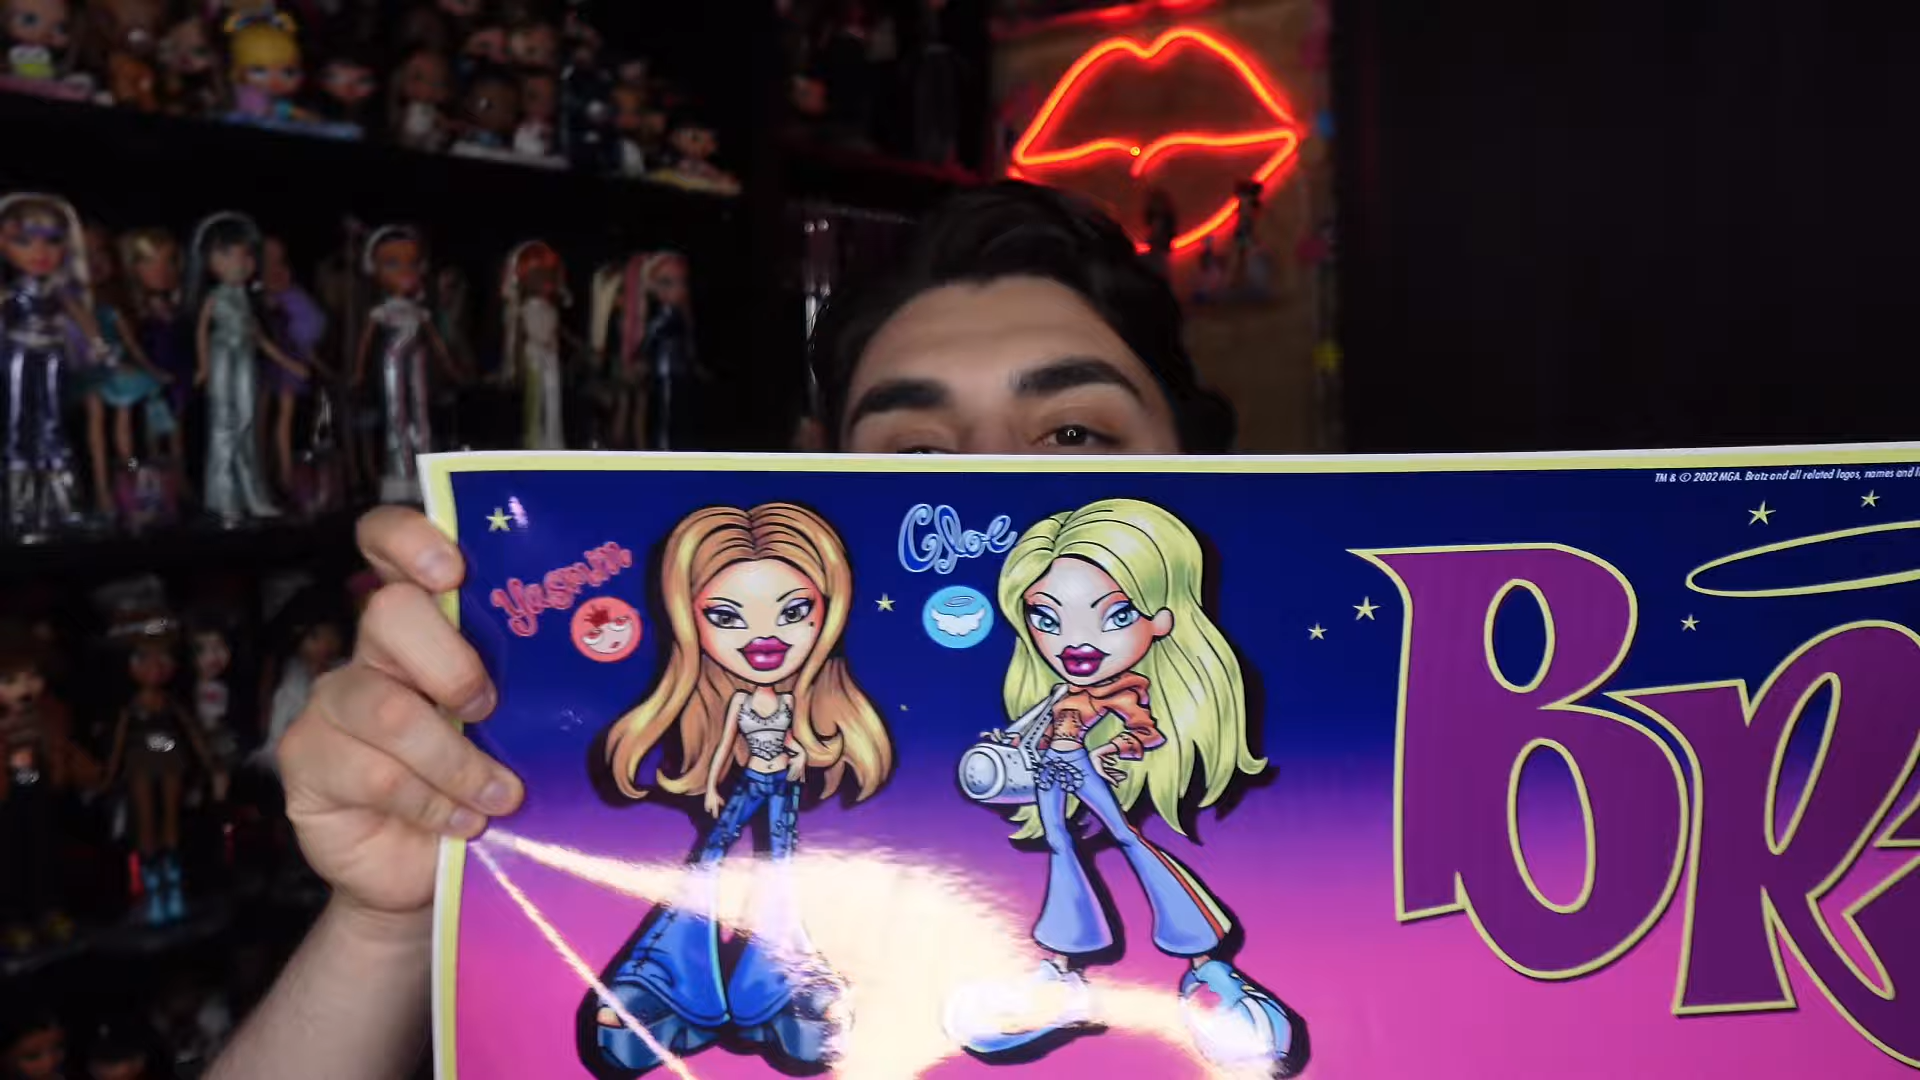 TM & © 2002 MGA. Bratz and all related logos, names and
Yasmin
Cloe
BR